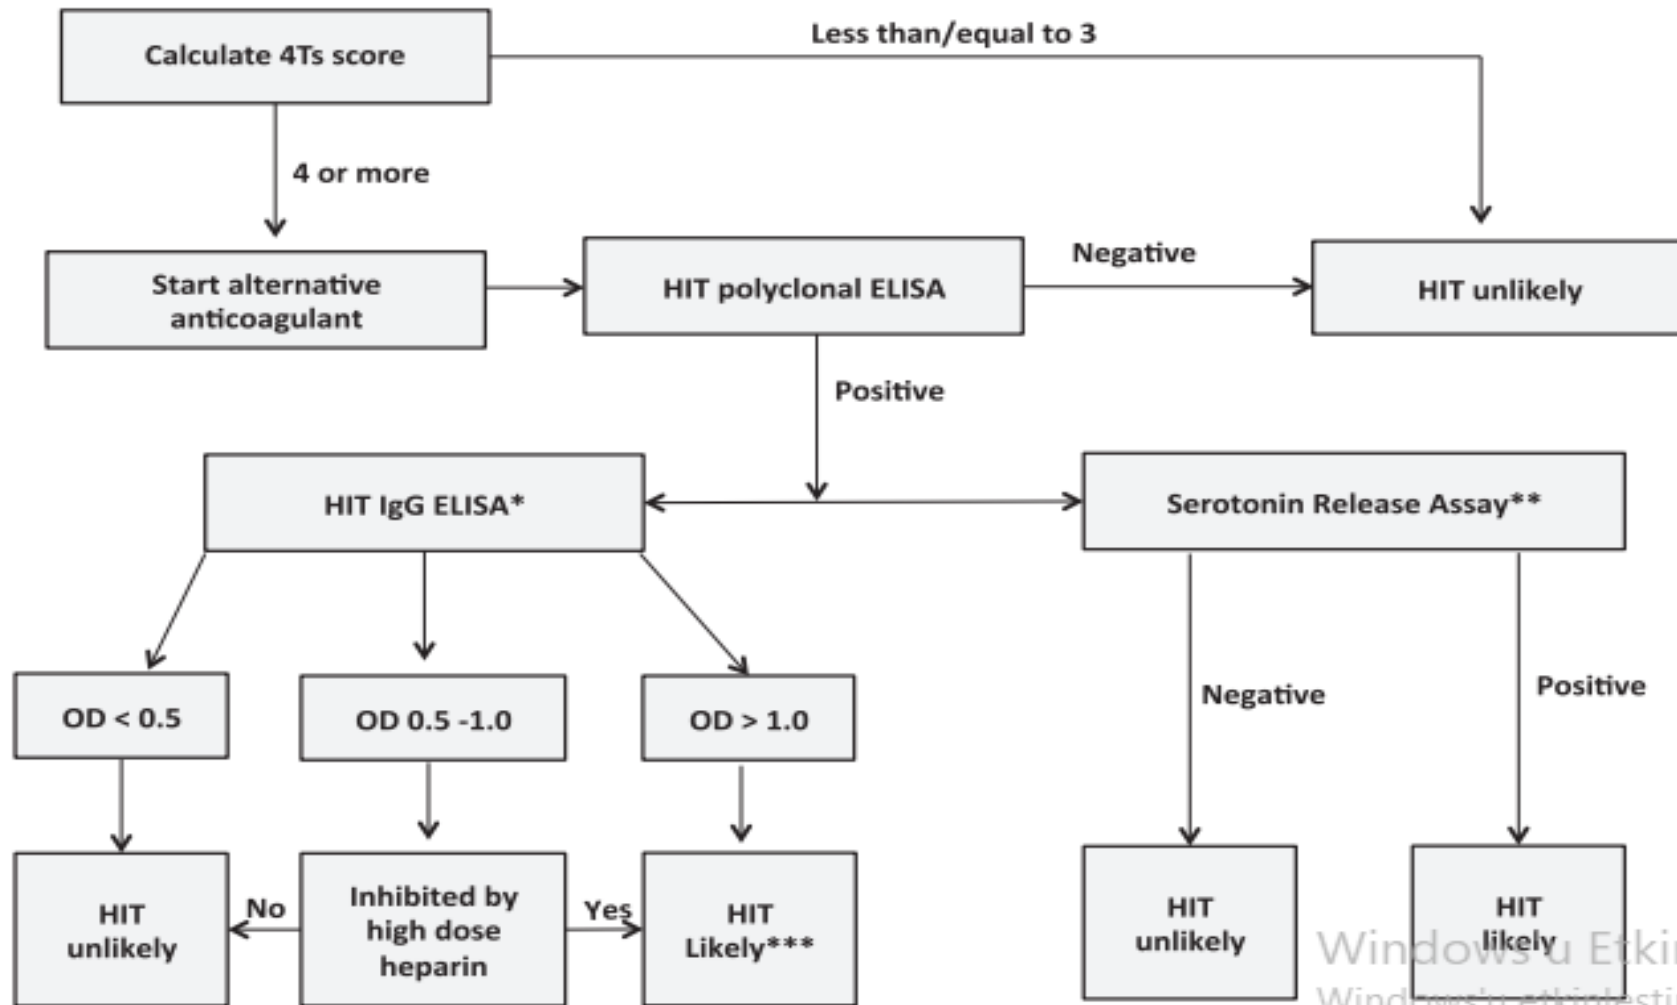 Calculate 4Ts score
Less than/equal to 3
4 or more
Start alternative
anticoagulant
HIT polyclonal ELISA
Negative
HIT unlikely
Positive
HIT IgG ELISA*
Serotonin Release Assay**
OD < 0.5
OD 0.5 -1.0
OD > 1.0
Negative
Positive
HIT
unlikely
No
Inhibited by
high dose
heparin
Yes
HIT
Likely***
HIT
unlikely
HIT
likely
Windows'u Etkin